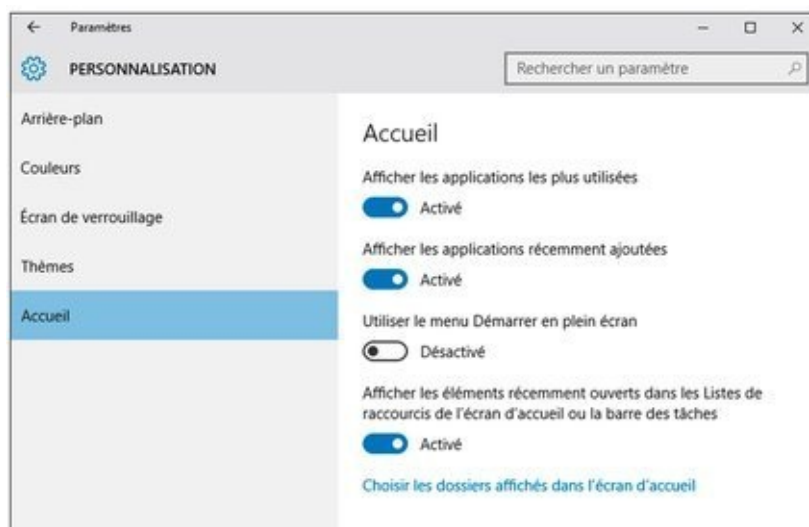 Paramètres
PERSONNALISATION
Rechercher un paramètre
Arrière-plan
Couleurs
Écran de verrouillage
Thèmes
Accueil
Accueil
Afficher les applications les plus utilisées
Activé
Afficher les applications récemment ajoutées
Activé
Utiliser le menu Démarrer en plein écran
Désactivé
Afficher les éléments récemment ouverts dans les Listes de
raccourcis de l'écran d'accueil ou la barre des tâches
Activé
Choisir les dossiers affichés dans l'écran d'accueil